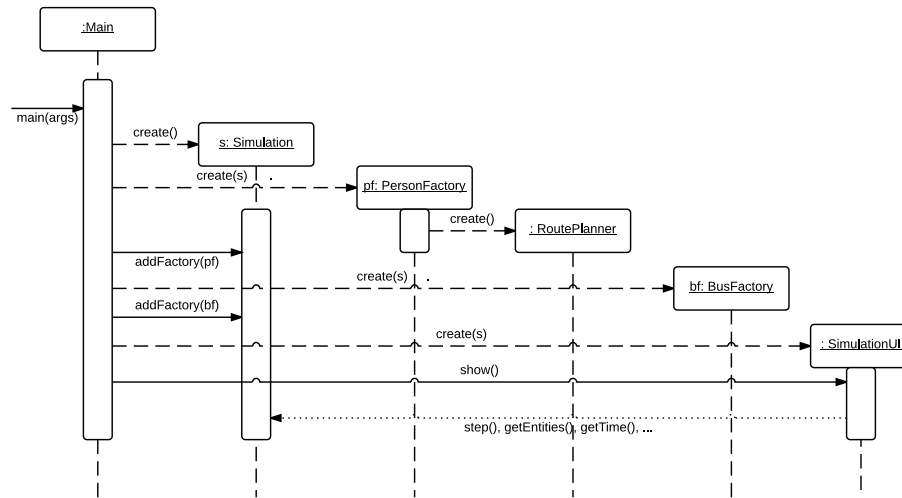 :Main
main(args)
create()
s: Simulation
create(s)
pf: PersonFactory
create()
: RoutePlanner
addFactory(pf)
create(s)
bf: BusFactory
addFactory(bf)
create(s)
: SimulationUI
show()
step(), getEntities(), getTime(), ...